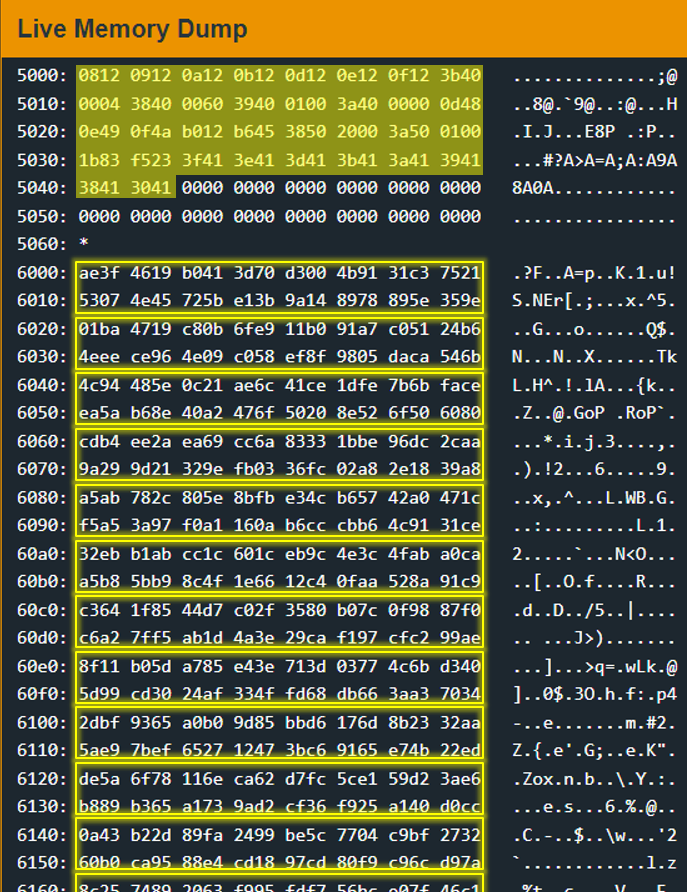 Live Memory Dump
5000: 0812 0912 0a12 0b12 0d12 0e12 0f12 3b40 ..............;@
5010: 0004 3840 0060 3940 0100 3a40 0000 0d48 ..8@.`9@..:@...H
5020: 0e49 0f4a b012 b645 3850 2000 3a50 0100 .I.J...E8P .:P..
5030: 1b83 f523 3f41 3e41 3d41 3b41 3a41 3941 ...#?A>A=A;A:A9A
5040: 3841 3041 0000 0000 0000 0000 0000 0000 8A0A............
5050: 0000 0000 0000 0000 0000 0000 0000 0000 ................
5060: *
6000: ae3f 4619 b041 3d70 d300 4b91 31c3 7521 .?F..A=p..K.1.u!
6010: 5307 4e45 725b e13b 9a14 8978 895e 359e S.NEr[.;...x.^5.
6020: 01ba 4719 c80b 6fe9 11b0 91a7 c051 24b6 ..G...o......Q$.
6030: 4eee ce96 4e09 c058 ef8f 9805 daca 546b N...N..X......Tk
6040: 4c94 485e 0c21 ae6c 41ce 1dfe 7b6b face L.H^.!.lA...{k..
6050: ea5a b68e 40a2 476f 5020 8e52 6f50 6080 .Z..@.GoP .RoP`.
6060: cdb4 ee2a ea69 cc6a 8333 1bbe 96dc 2caa ...*.i.j.3....,.
6070: 9a29 9d21 329e fb03 36fc 02a8 2e18 39a8 .).!2...6.....9.
6080: a5ab 782c 805e 8bfb e34c b657 42a0 471c ..x,.^...L.WB.G.
6090: f5a5 3a97 f0a1 160a b6cc cbb6 4c91 31ce ..:.........L.1.
60a0: 32eb b1ab cc1c 601c eb9c 4e3c 4fab a0ca 2.....`...N<O...
60b0: a5b8 5bb9 8c4f 1e66 12c4 0faa 528a 91c9 ..[..O.f....R...
60c0: c364 1f85 44d7 c02f 3580 b07c 0f98 87f0 .d..D../5..|....
60d0: c6a2 7ff5 ab1d 4a3e 29ca f197 cfc2 99ae .. ...J>).......
60e0: 8f11 b05d a785 e43e 713d 0377 4c6b d340 ...]...>q=.wLk.@
60f0: 5d99 cd30 24af 334f fd68 db66 3aa3 7034 ]..0$.3O.h.f:.p4
6100: 2dbf 9365 a0b9 9d85 bbd6 176d 8b23 32aa -..e.......m.#2.
6110: 5ae9 7bef 6527 1247 3bc6 9165 e74b 22ed Z.{.e'.G;..e.K".
6120: de5a 6f78 116e ca62 d7fc 5ce1 59d2 3ae6 .Zox.n.b..\.Y.:.
6130: b889 b365 a173 9ad2 cf36 f925 a140 d0cc ...e.s...6.%.@..
6140: 0a43 b22d 89fa 2499 be5c 7704 c9bf 2732 .C.-..$..\w...'2
6150: 60b0 ca95 88e4 cd18 97cd 80f9 c96c d97a `............l.z